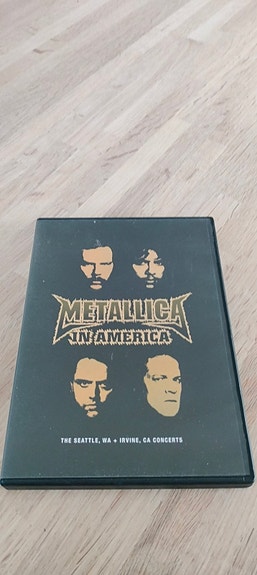 METALLICA
IN AMERICA
THE SEATTLE, WA + IRVINE, CA CONCERTS